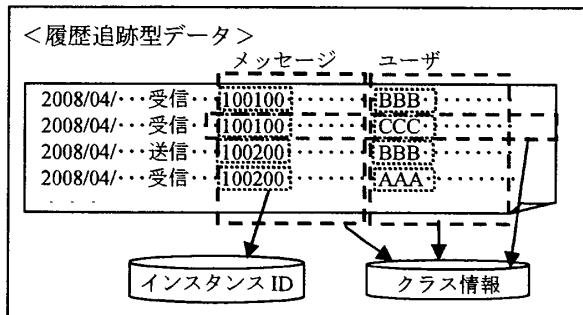 ＜履歴追跡型データ＞
メッセージ ユーザ
2008/04/… 受信…100100……… BBB………
2008/04/… 受信…100100……… CCC………
2008/04/… 送信…100200……… BBB………
2008/04/… 受信…100200……… AAA………
. . .
インスタンス ID クラス情報